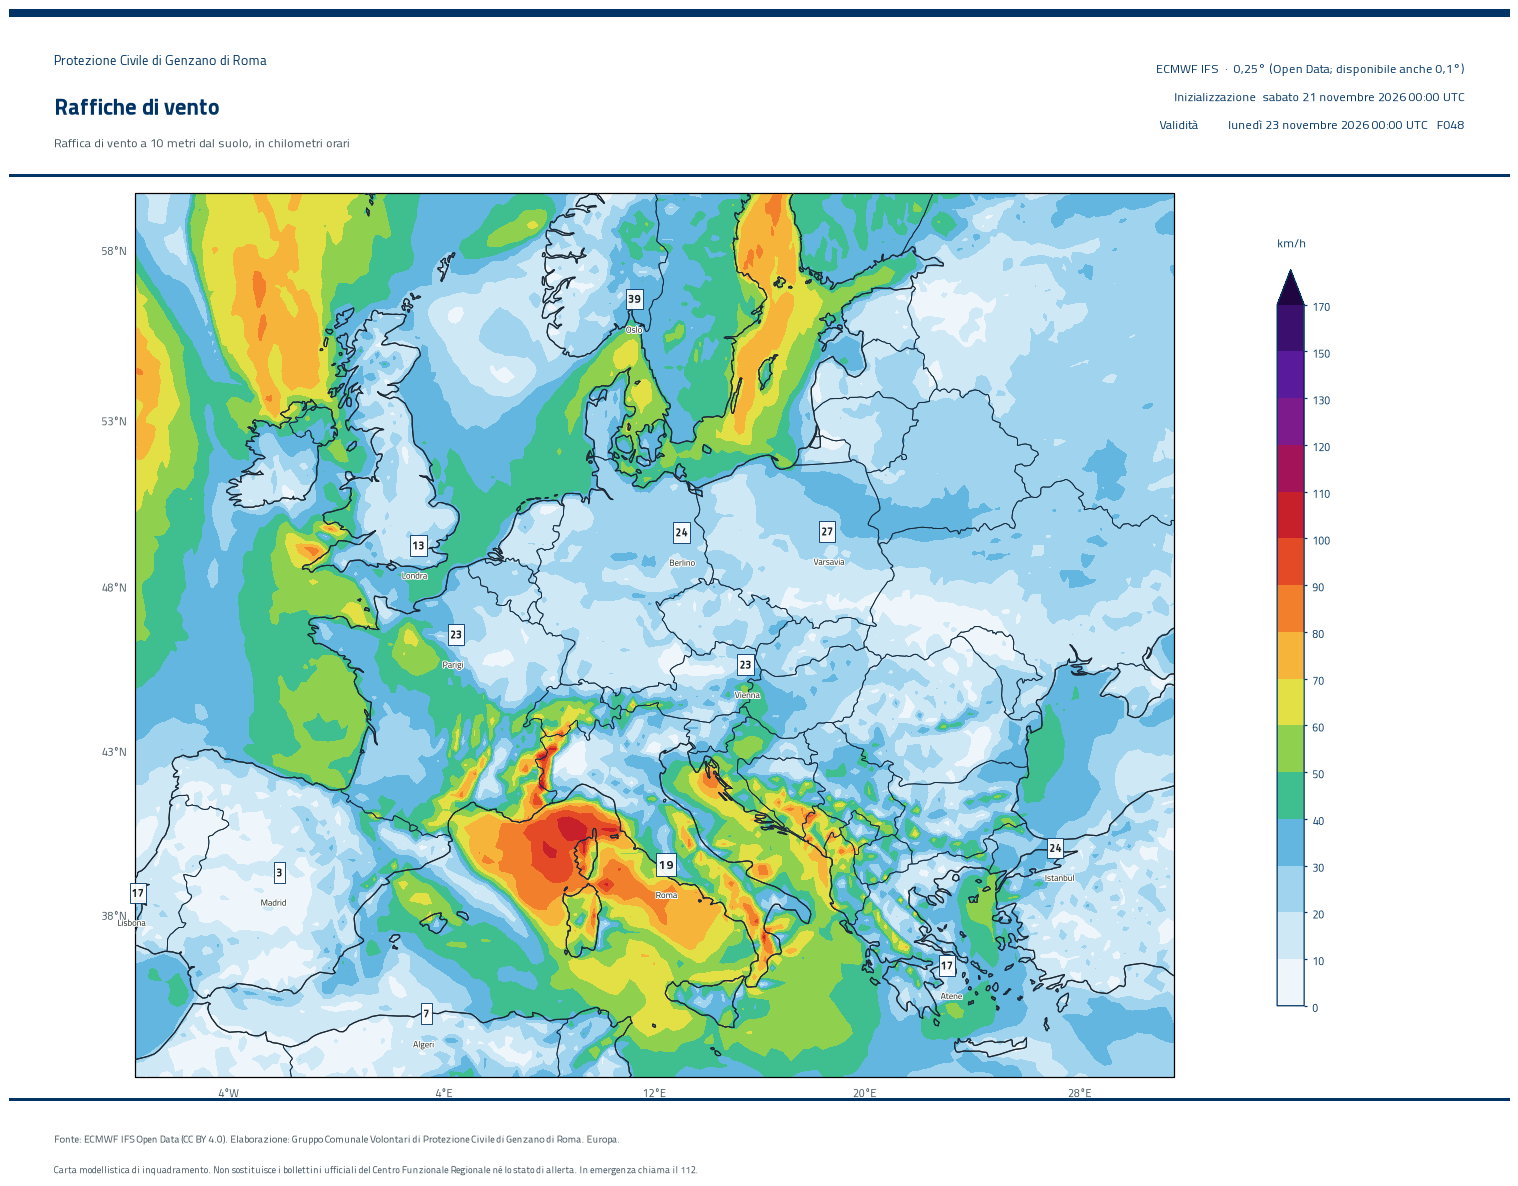 Protezione Civile di Genzano di Roma
Raffiche di vento
Raffica di vento a 10 metri dal suolo, in chilometri orari
ECMWF IFS · 0,25° (Open Data; disponibile anche 0,1°)
Inizializzazione sabato 21 novembre 2026 00:00 UTC
Validità lunedì 23 novembre 2026 00:00 UTC F048
km/h
170
150
130
120
110
100
90
80
70
60
50
40
30
20
10
0
58°N
53°N
48°N
43°N
38°N
4°W
4°E
12°E
20°E
28°E
39
Oslo
13
Londra
24
Berlino
27
Varsavia
23
Parigi
23
Vienna
3
Madrid
17
Lisbona
19
Roma
24
Istanbul
17
Atene
7
Algeri
Fonte: ECMWF IFS Open Data (CC BY 4.0). Elaborazione: Gruppo Comunale Volontari di Protezione Civile di Genzano di Roma. Europa.
Carta modellistica di inquadramento. Non sostituisce i bollettini ufficiali del Centro Funzionale Regionale né lo stato di allerta. In emergenza chiama il 112.